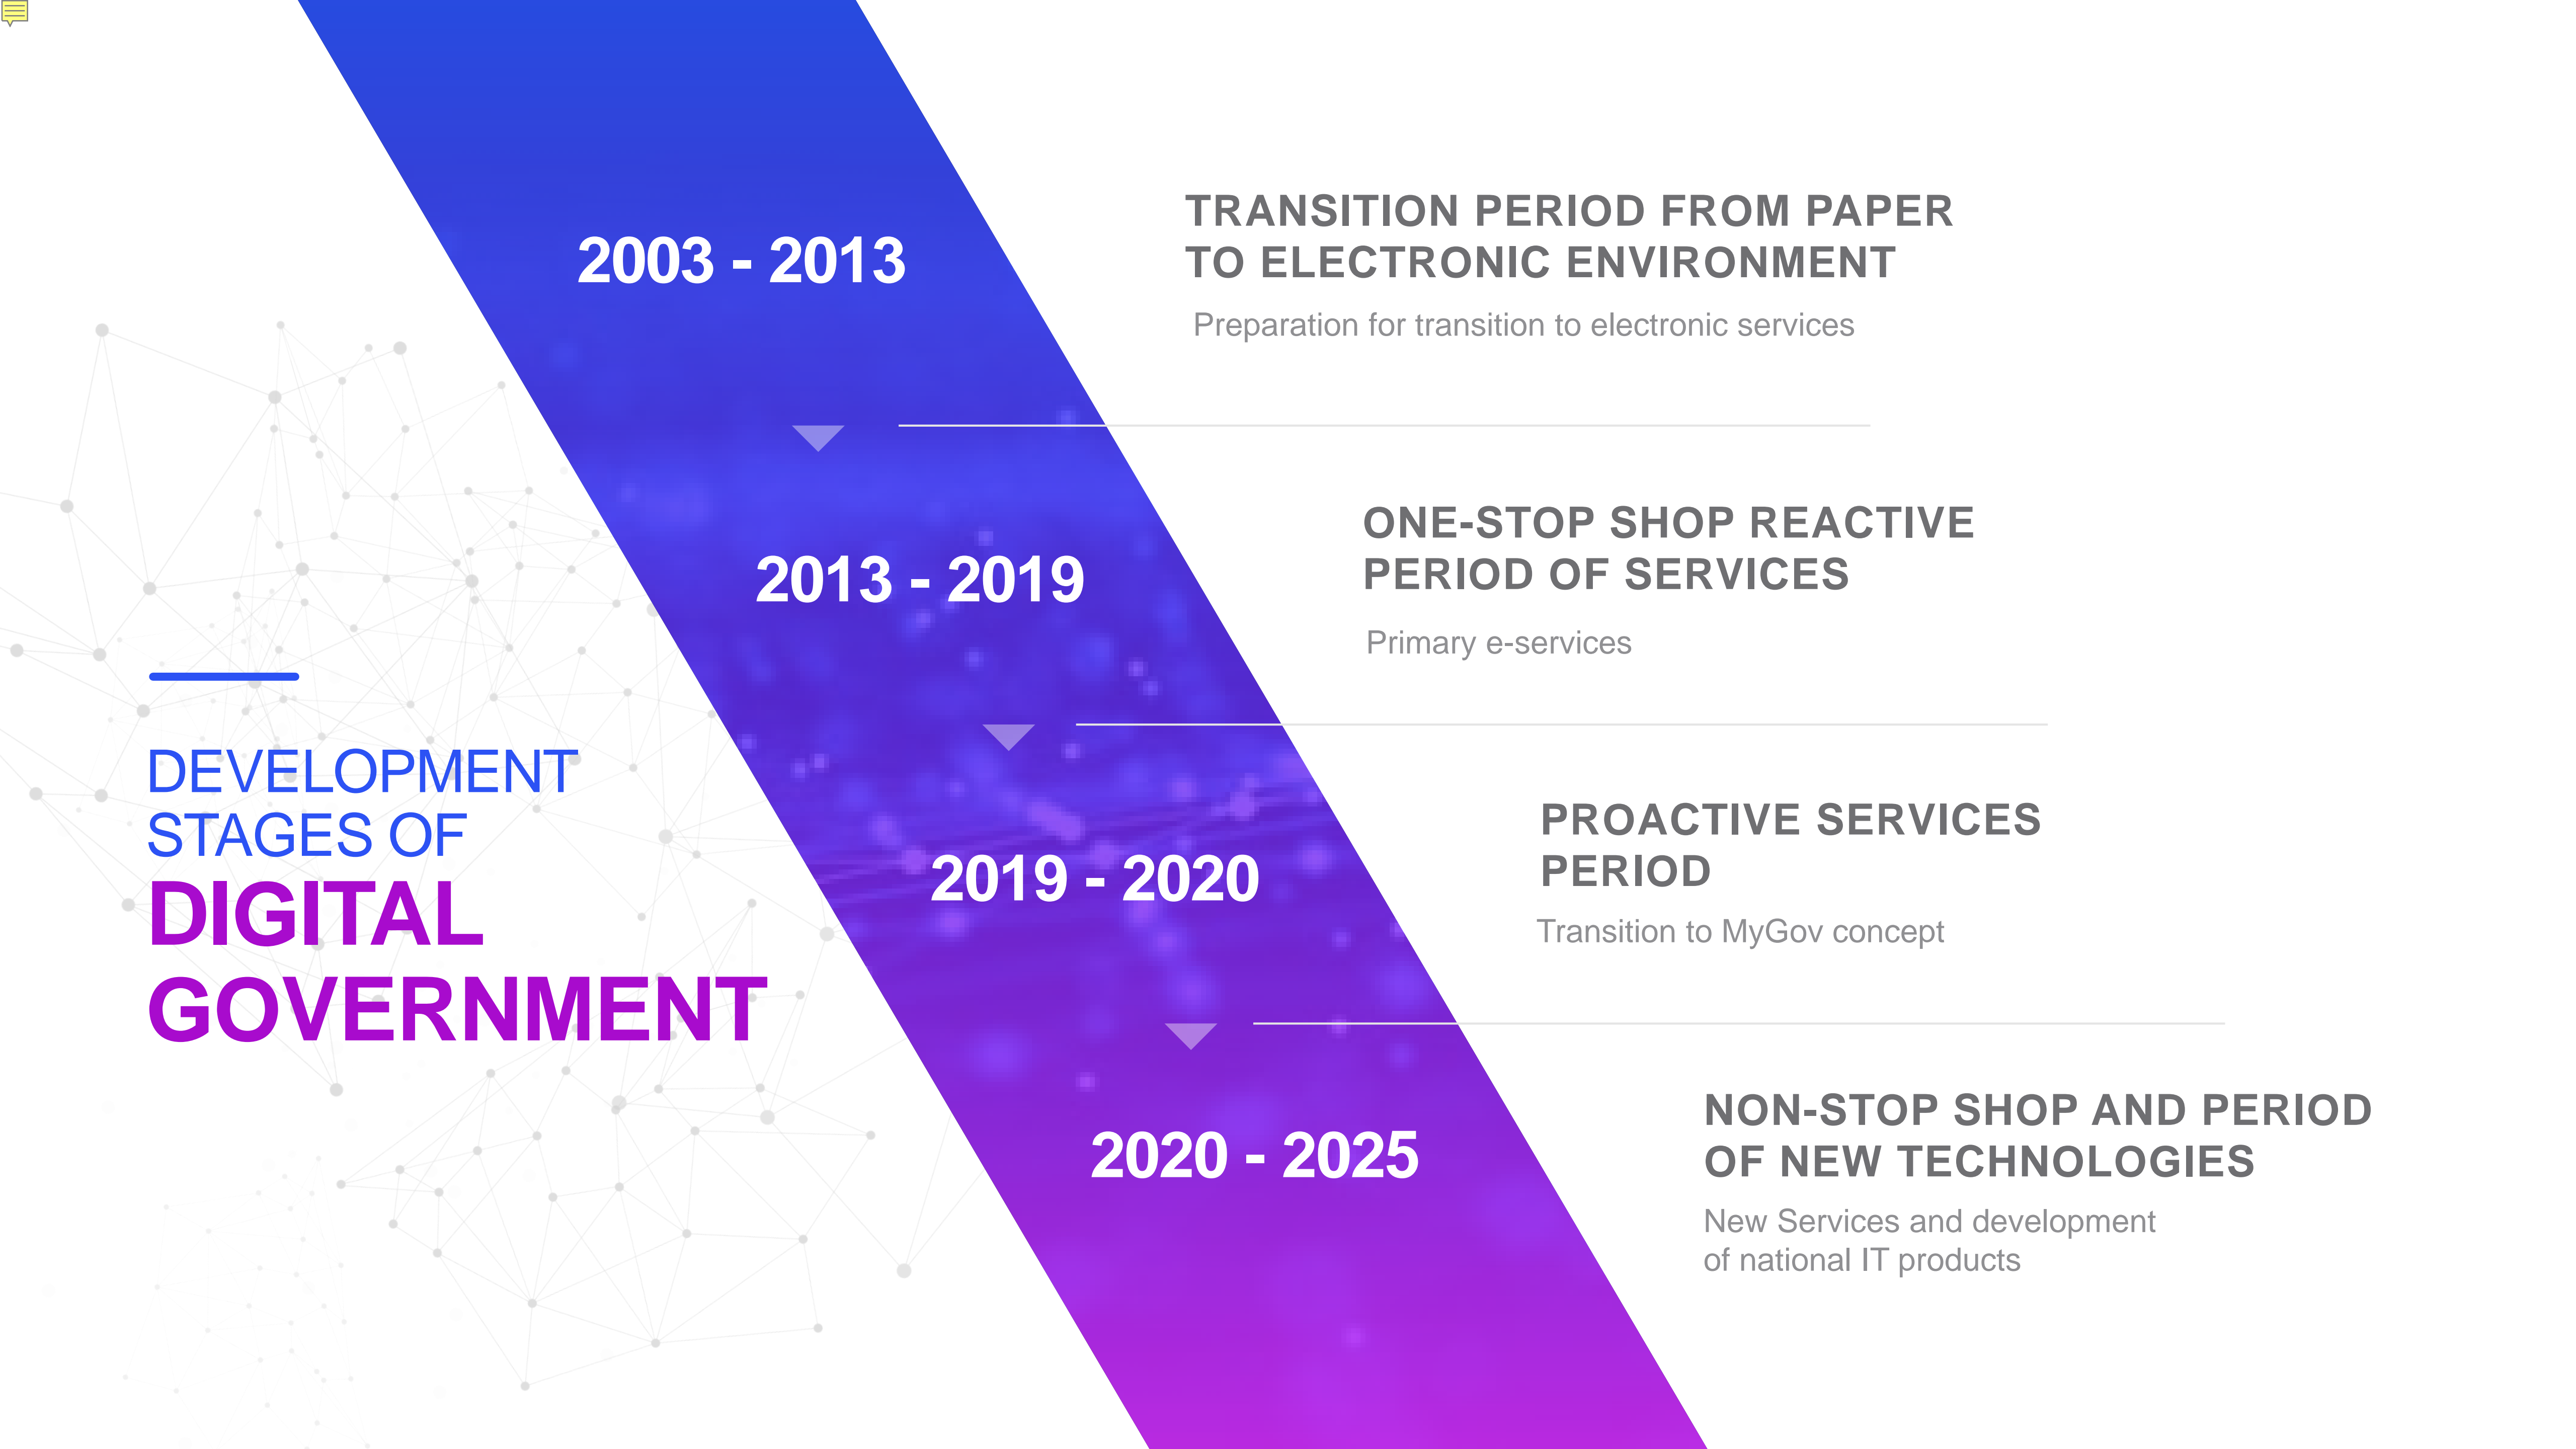 DEVELOPMENT
STAGES OF
DIGITAL
GOVERNMENT
2003 - 2013
TRANSITION PERIOD FROM PAPER
TO ELECTRONIC ENVIRONMENT
Preparation for transition to electronic services
2013 - 2019
ONE-STOP SHOP REACTIVE
PERIOD OF SERVICES
Primary e-services
2019 - 2020
PROACTIVE SERVICES
PERIOD
Transition to MyGov concept
2020 - 2025
NON-STOP SHOP AND PERIOD
OF NEW TECHNOLOGIES
New Services and development
of national IT products